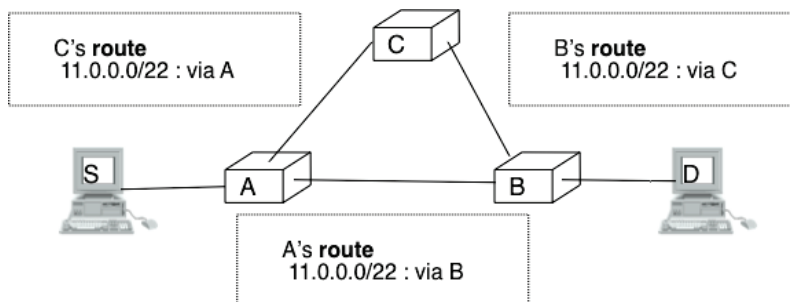 C's route
11.0.0.0/22 : via A
C
B's route
11.0.0.0/22 : via C
S
A
B
D
A's route
11.0.0.0/22 : via B